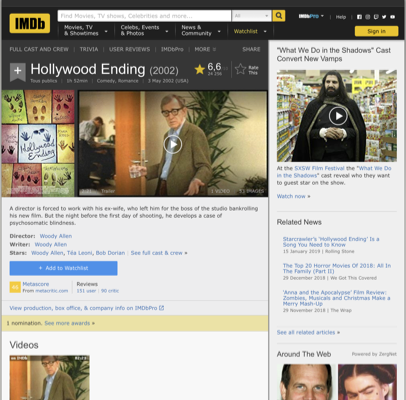 IMDb
Find Movies, TV shows, Celebrities and more...
All
IMDbPro
Help
Movies, TV
& Showtimes
Celebs, Events
& Photos
News &
Community
Watchlist
Sign in
FULL CAST AND CREW | TRIVIA | USER REVIEWS | IMDbPro | MORE
SHARE
+
Hollywood Ending (2002)
Tous publics | 1h 52min | Comedy, Romance | 3 May 2002 (USA)
6,6
Rate
This
Hollywood
Ending
Trailer
1 VIDEO
IMAGES
A director is forced to work with his ex-wife, who left him for the boss of the studio bankrolling
his new film. But the night before the first day of shooting, he develops a case of
psychosomatic blindness.
Director: Woody Allen
Writer: Woody Allen
Stars: Woody Allen, Téa Leoni, Bob Dorian | See full cast & crew »
+ Add to Watchlist
Metascore
From metacritic.com
Reviews
151 user | 90 critic
View production, box office, & company info on IMDbPro
1 nomination. See more awards »
Videos
"What We Do in the Shadows" Cast
Convert New Vamps
At the SXSW Film Festival the "What We Do
in the Shadows" cast reveal who they want
to guest star on the show.
Watch now »
Related News
Starcrawler's 'Hollywood Ending' Is a
Song You Need to Know
15 January 2019 | Rolling Stone
The Top 20 Horror Movies Of 2018: All In
The Family (Part II)
29 December 2018 | We Got This Covered
'Anna and the Apocalypse' Film Review:
Zombies, Musicals and Christmas Make a
Merry Mash-Up
29 November 2018 | The Wrap
See all related articles »
Around The Web
Powered by ZergNet